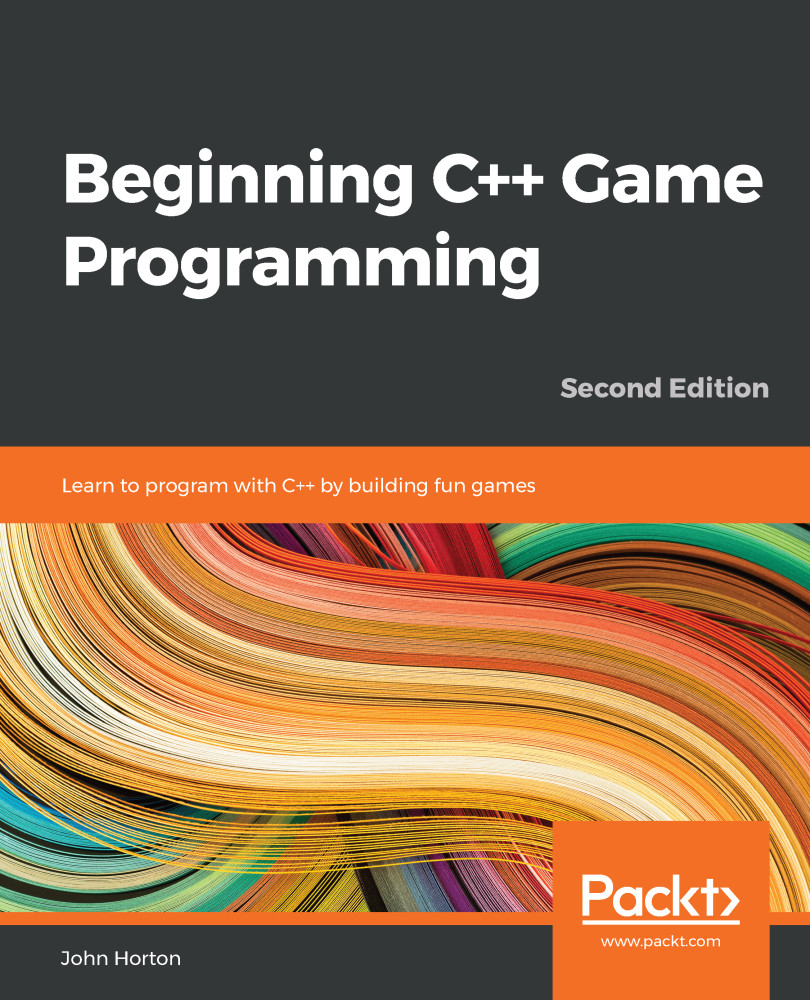 Beginning C++ Game
Programming
Second Edition
Learn to program with C++ by building fun games
Packt>
www.packt.com
John Horton